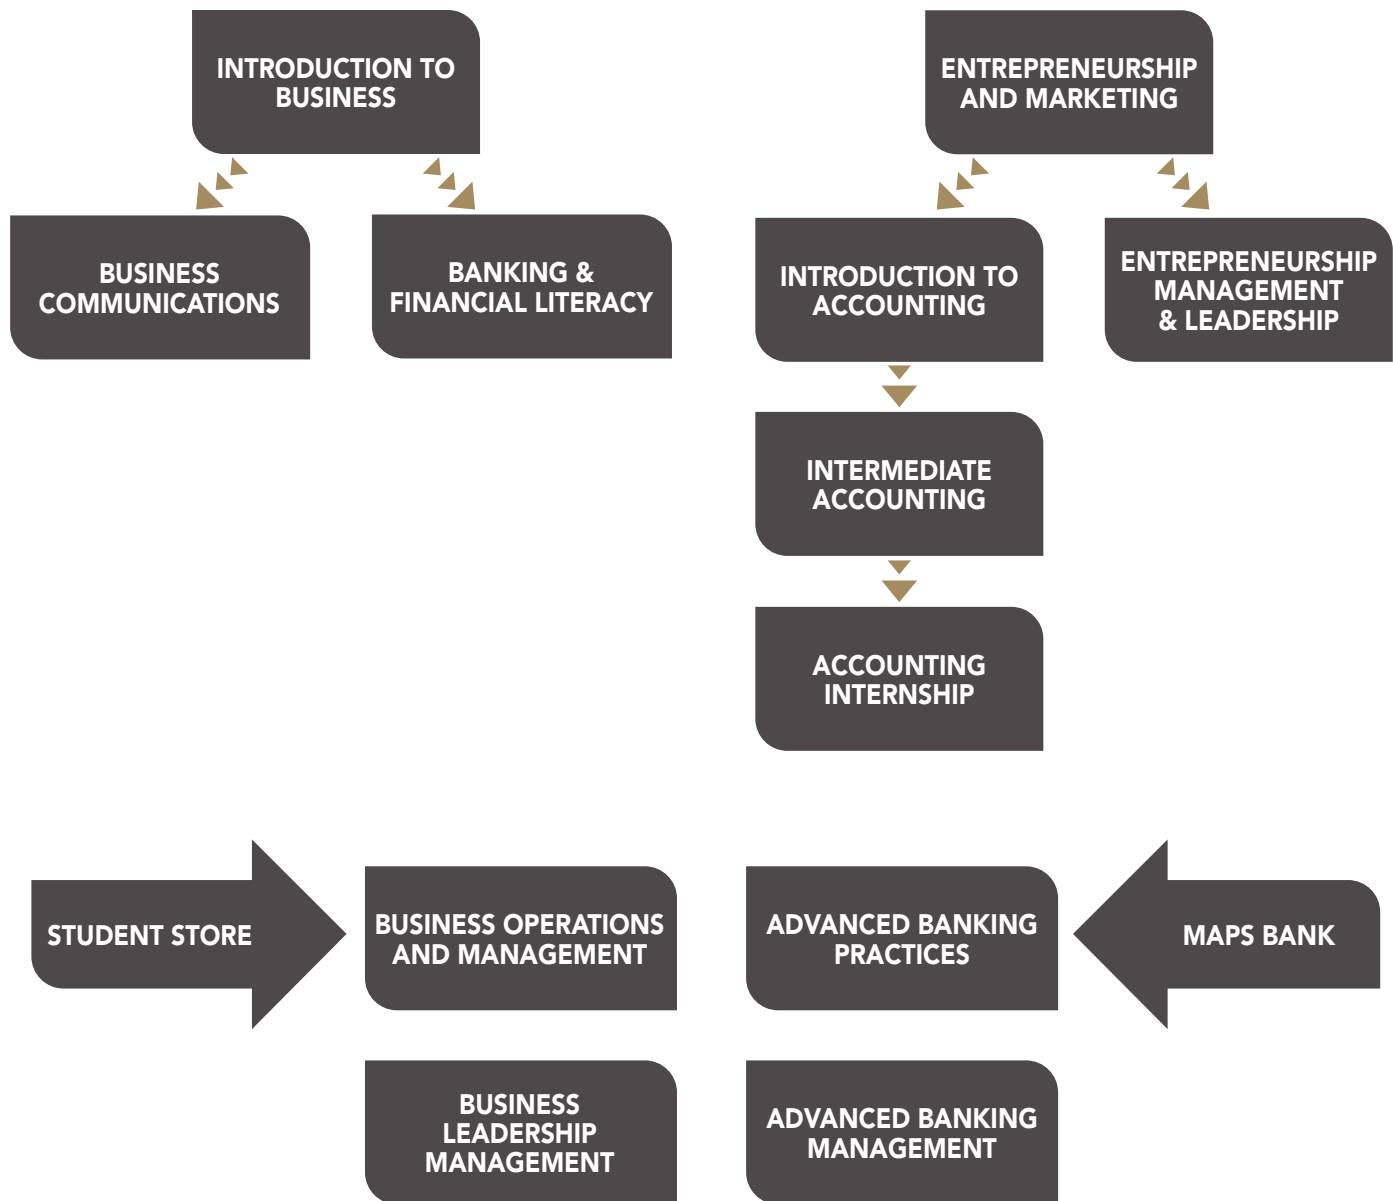 INTRODUCTION TO
BUSINESS
ENTREPRENEURSHIP
AND MARKETING
BUSINESS
COMMUNICATIONS
BANKING &
FINANCIAL LITERACY
INTRODUCTION TO
ACCOUNTING
ENTREPRENEURSHIP
MANAGEMENT
& LEADERSHIP
INTERMEDIATE
ACCOUNTING
ACCOUNTING
INTERNSHIP
STUDENT STORE
BUSINESS OPERATIONS
AND MANAGEMENT
ADVANCED BANKING
PRACTICES
MAPS BANK
BUSINESS
LEADERSHIP
MANAGEMENT
ADVANCED BANKING
MANAGEMENT